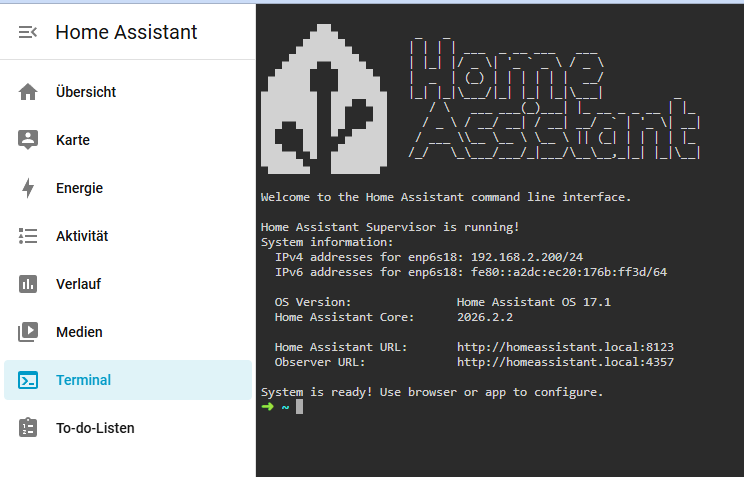 Home Assistant
Übersicht
Karte
Energie
Aktivität
Verlauf
Medien
Terminal
To-do-Listen
Home
Assistant
Welcome to the Home Assistant command line interface.
Home Assistant Supervisor is running!
System information:
IPv4 addresses for enp6s18: 192.168.2.200/24
IPv6 addresses for enp6s18: fe80::a2dc:ec20:176b:ff3d/64
OS Version: Home Assistant OS 17.1
Home Assistant Core: 2026.2.2
Home Assistant URL: http://homeassistant.local:8123
Observer URL: http://homeassistant.local:4357
System is ready! Use browser or app to configure.
➜ ~